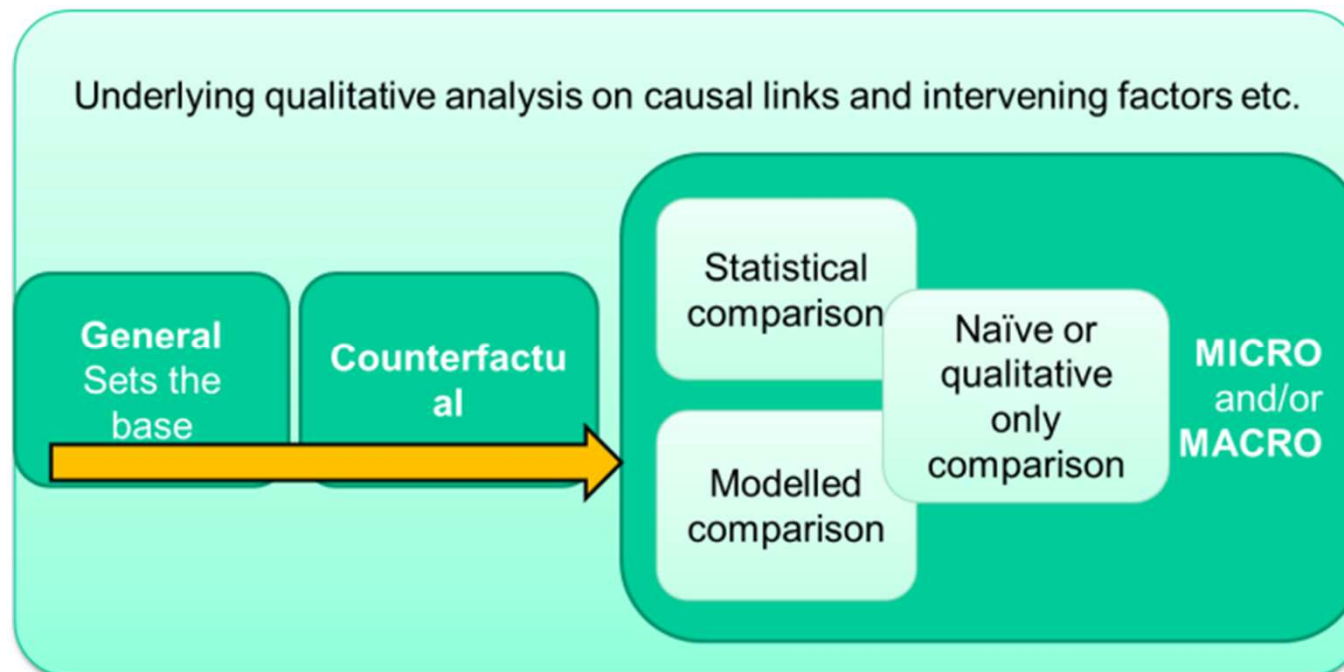 Underlying qualitative analysis on causal links and intervening factors etc.
General
Sets the
base
Counterfactu
al
Statistical
comparison
Modelled
comparison
Naïve or
qualitative
only
comparison
MICRO
and/or
MACRO